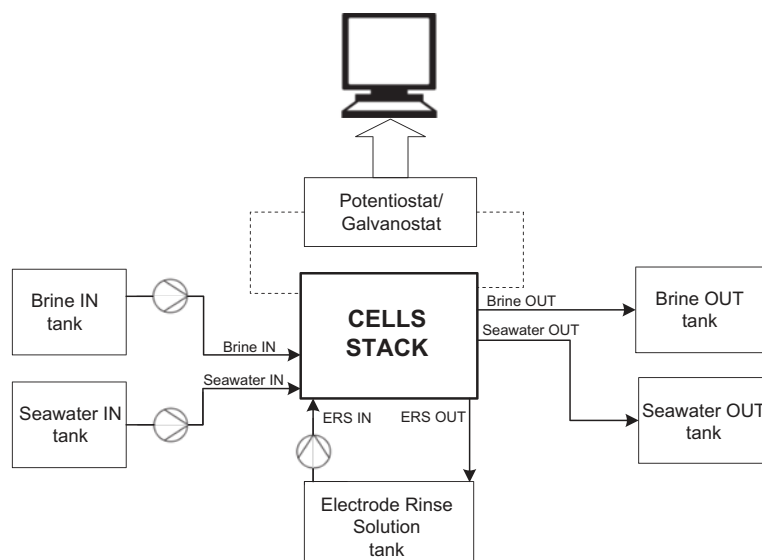 Potentiostat/
Galvanostat
Brine IN
tank
CELLS
STACK
Brine OUT
Brine OUT
tank
Seawater OUT
Brine IN
Seawater IN
Seawater IN
tank
Seawater OUT
tank
ERS IN
ERS OUT
Electrode Rinse
Solution
tank